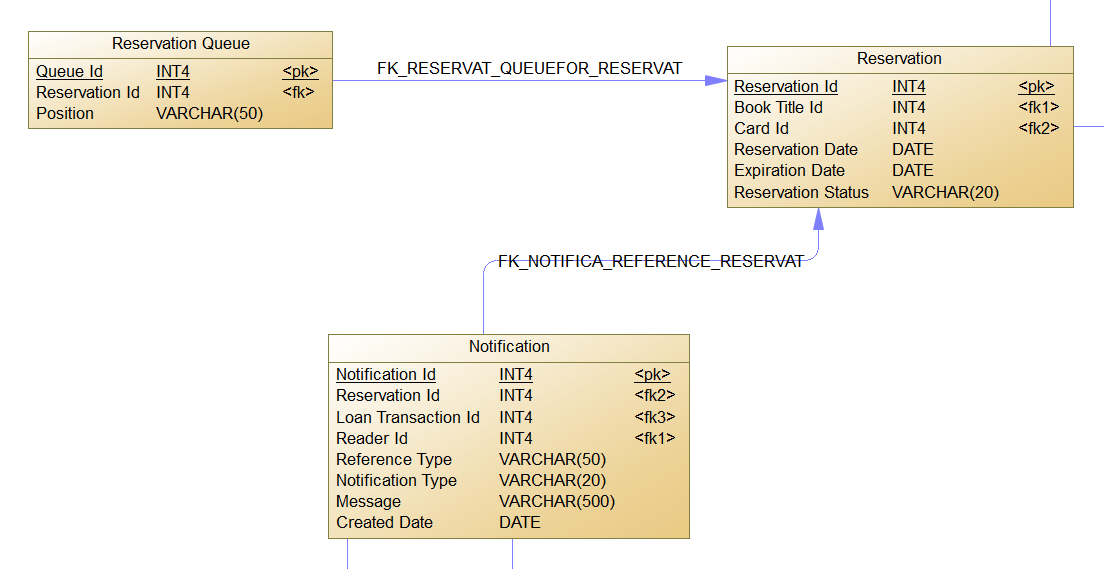 Reservation Queue
Queue Id INT4 <pk>
Reservation Id INT4 <fk>
Position VARCHAR(50)
FK_RESERVAT_QUEUEFOR_RESERVAT
Reservation
Reservation Id INT4 <pk>
Book Title Id INT4 <fk1>
Card Id INT4 <fk2>
Reservation Date DATE
Expiration Date DATE
Reservation Status VARCHAR(20)
FK_NOTIFICA_REFERENCE_RESERVAT
Notification
Notification Id INT4 <pk>
Reservation Id INT4 <fk2>
Loan Transaction Id INT4 <fk3>
Reader Id INT4 <fk1>
Reference Type VARCHAR(50)
Notification Type VARCHAR(20)
Message VARCHAR(500)
Created Date DATE